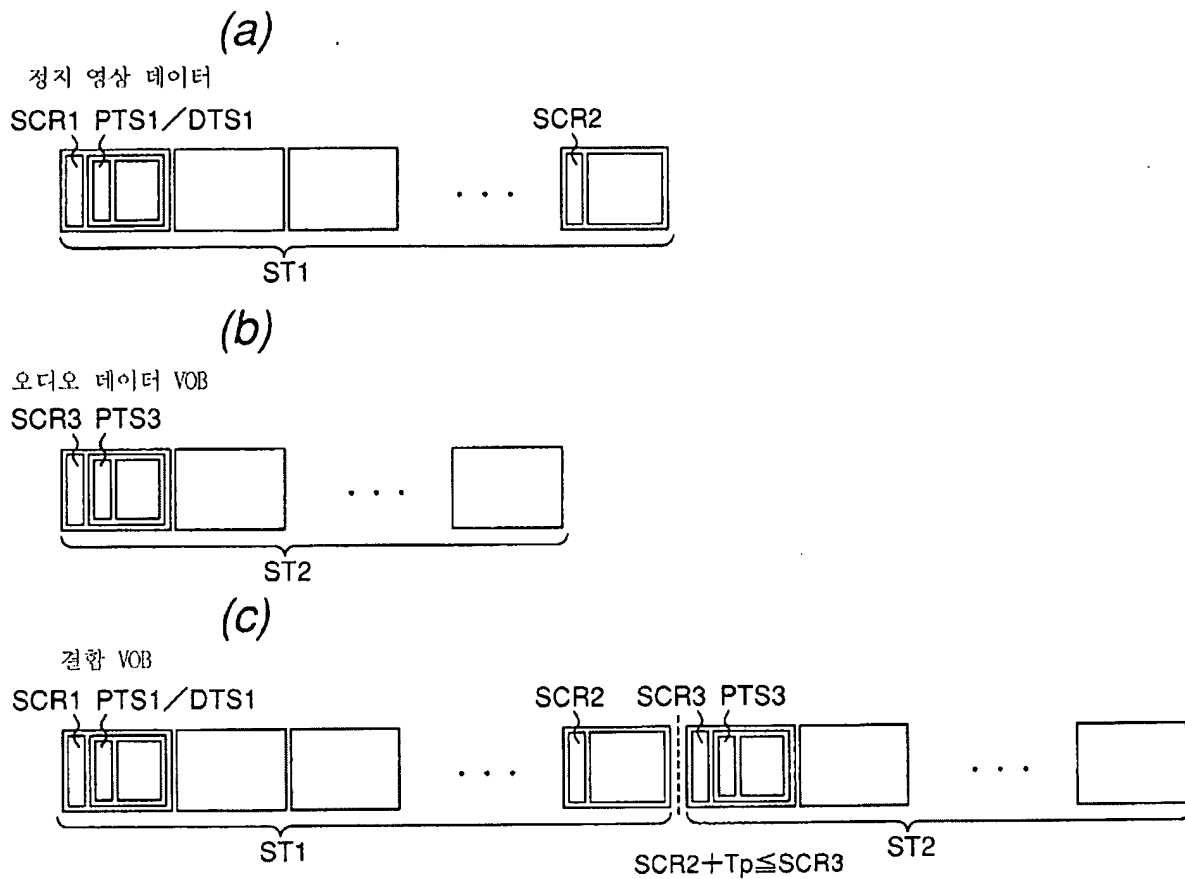 (a)
정지 영상 데이터
SCR1 PTS1／DTS1 SCR2
. . .
ST1
(b)
오디오 데이터 VOB
SCR3 PTS3
. . .
ST2
(c)
결합 VOB
SCR1 PTS1／DTS1 SCR2 SCR3 PTS3
. . . . . .
ST1 ST2
SCR2+Tp≦SCR3